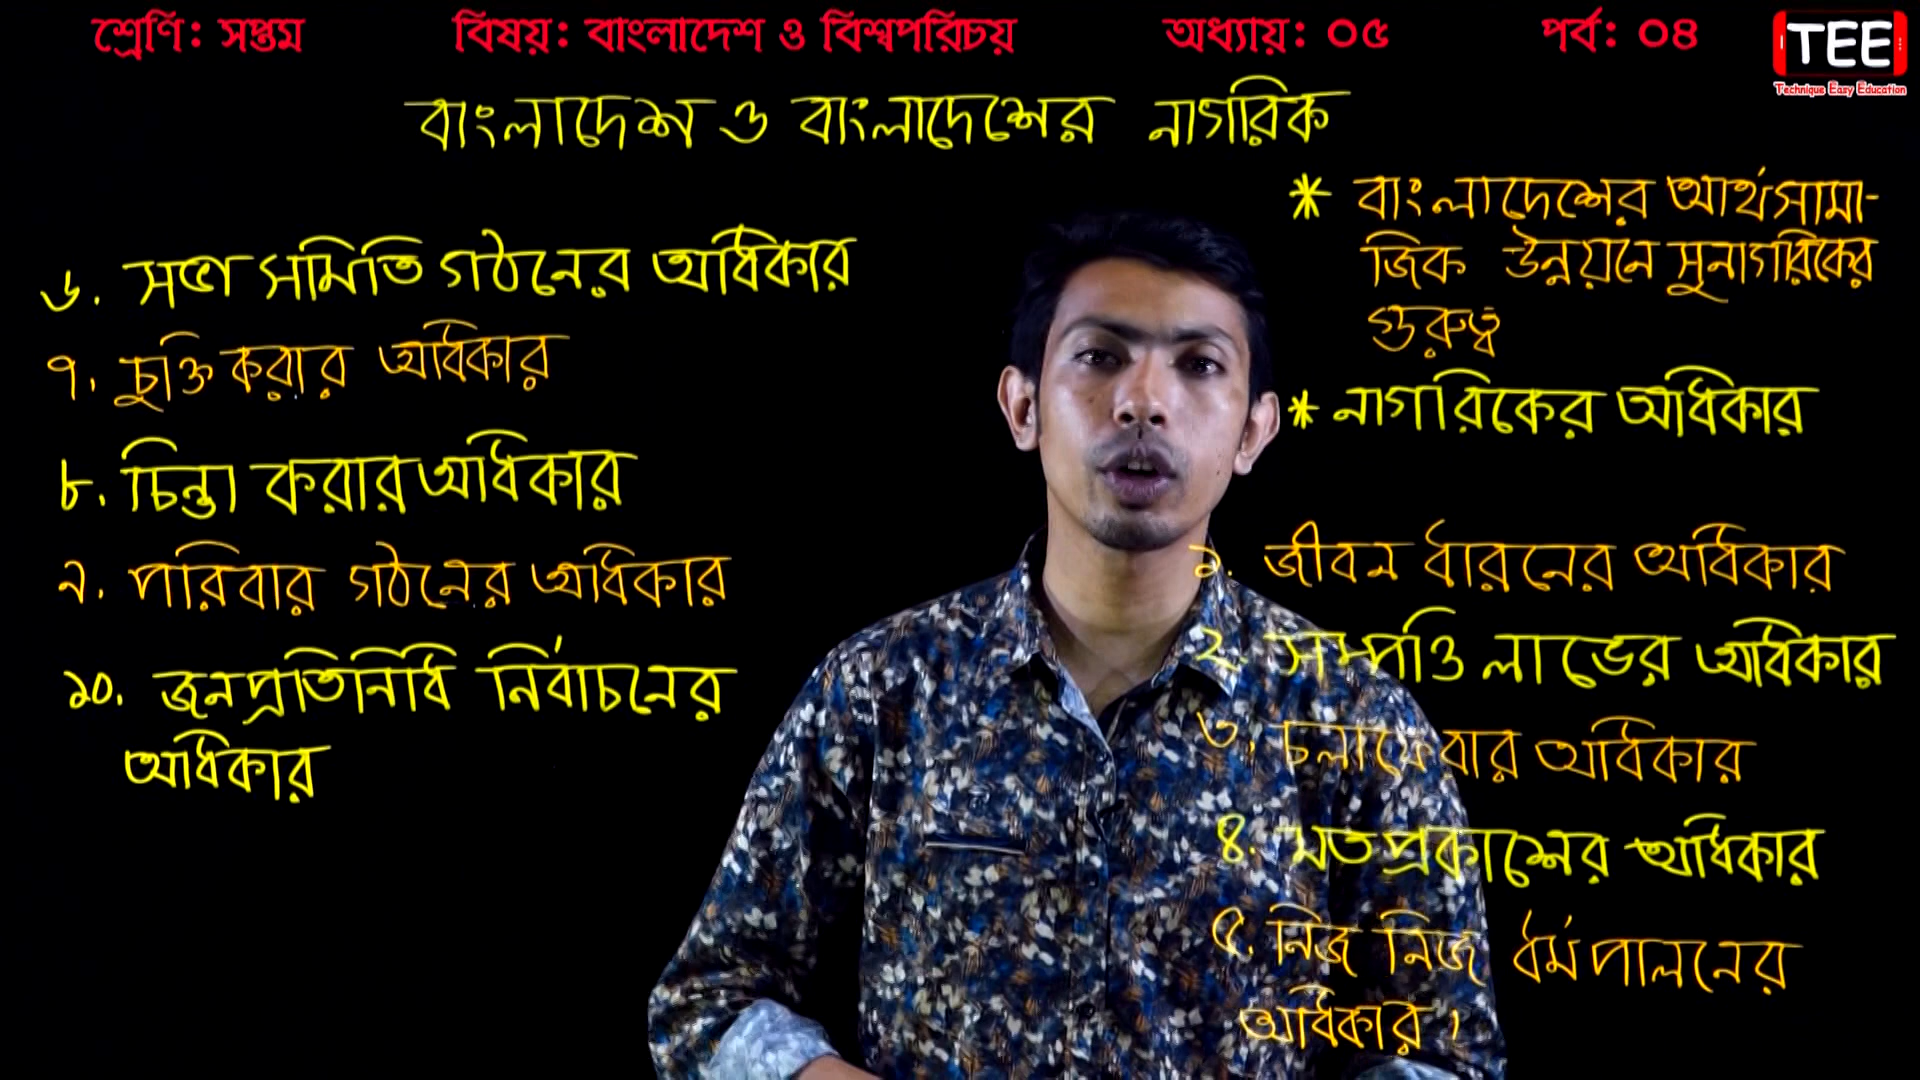 শ্রেণি: সপ্তম বিষয়: বাংলাদেশ ও বিশ্বপরিচয় অধ্যায়: ০৫ পর্ব: ০৪
TEE
Technique Easy Education
বাংলাদেশ ও বাংলাদেশের নাগরিক
* বাংলাদেশের আর্থসামা-
জিক উন্নয়নে সুনাগরিকের
গুরুত্ব
* নাগরিকের অধিকার
১. জীবন ধারনের অধিকার
২. সম্পত্তি লাভের অধিকার
৩. চলাফেরার অধিকার
৪. মতপ্রকাশের অধিকার
৫. নিজ নিজ ধর্ম পালনের
অধিকার।
৬. সভা সমিতি গঠনের অধিকার
৭. চুক্তি করার অধিকার
৮. চিন্তা করার অধিকার
৯. পরিবার গঠনের অধিকার
১০. জনপ্রতিনিধি নির্বাচনের
অধিকার